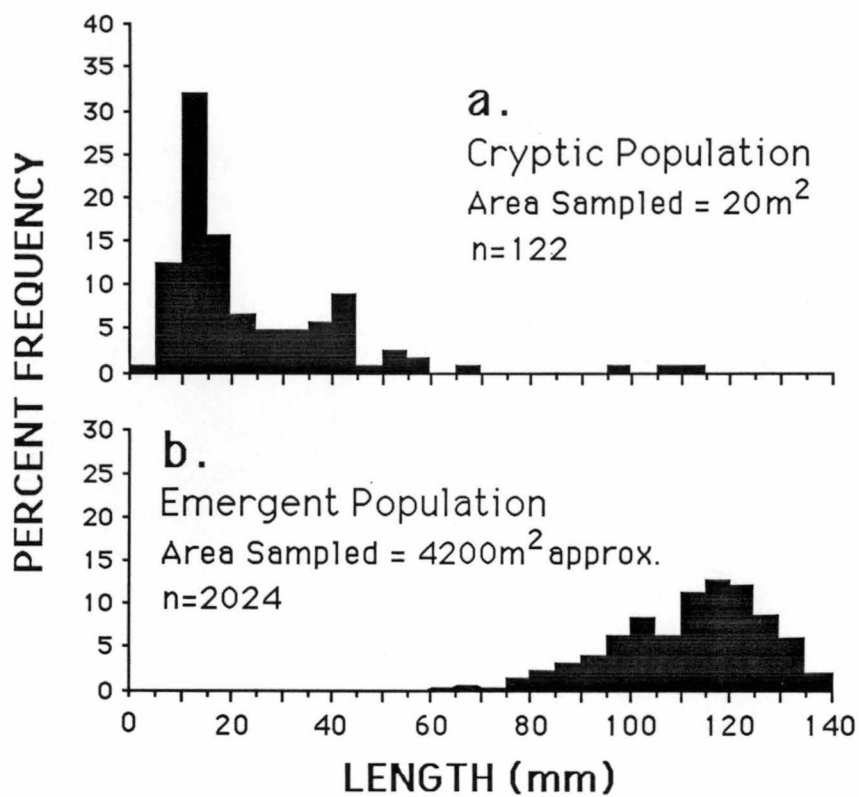 PERCENT FREQUENCY
40
35
30
25
20
15
10
5
0
a.
Cryptic Population
Area Sampled = 20m²
n=122
30
25
20
15
10
5
0
b.
Emergent Population
Area Sampled = 4200m² approx.
n=2024
0 20 40 60 80 100 120 140
LENGTH (mm)